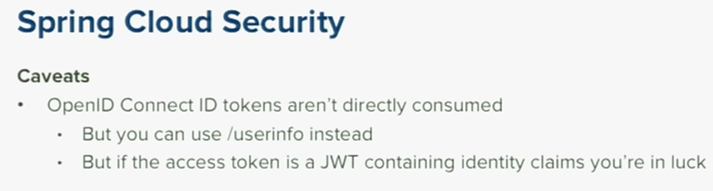 Spring Cloud Security
Caveats
• OpenID Connect ID tokens aren't directly consumed
• But you can use /userinfo instead
• But if the access token is a JWT containing identity claims you're in luck